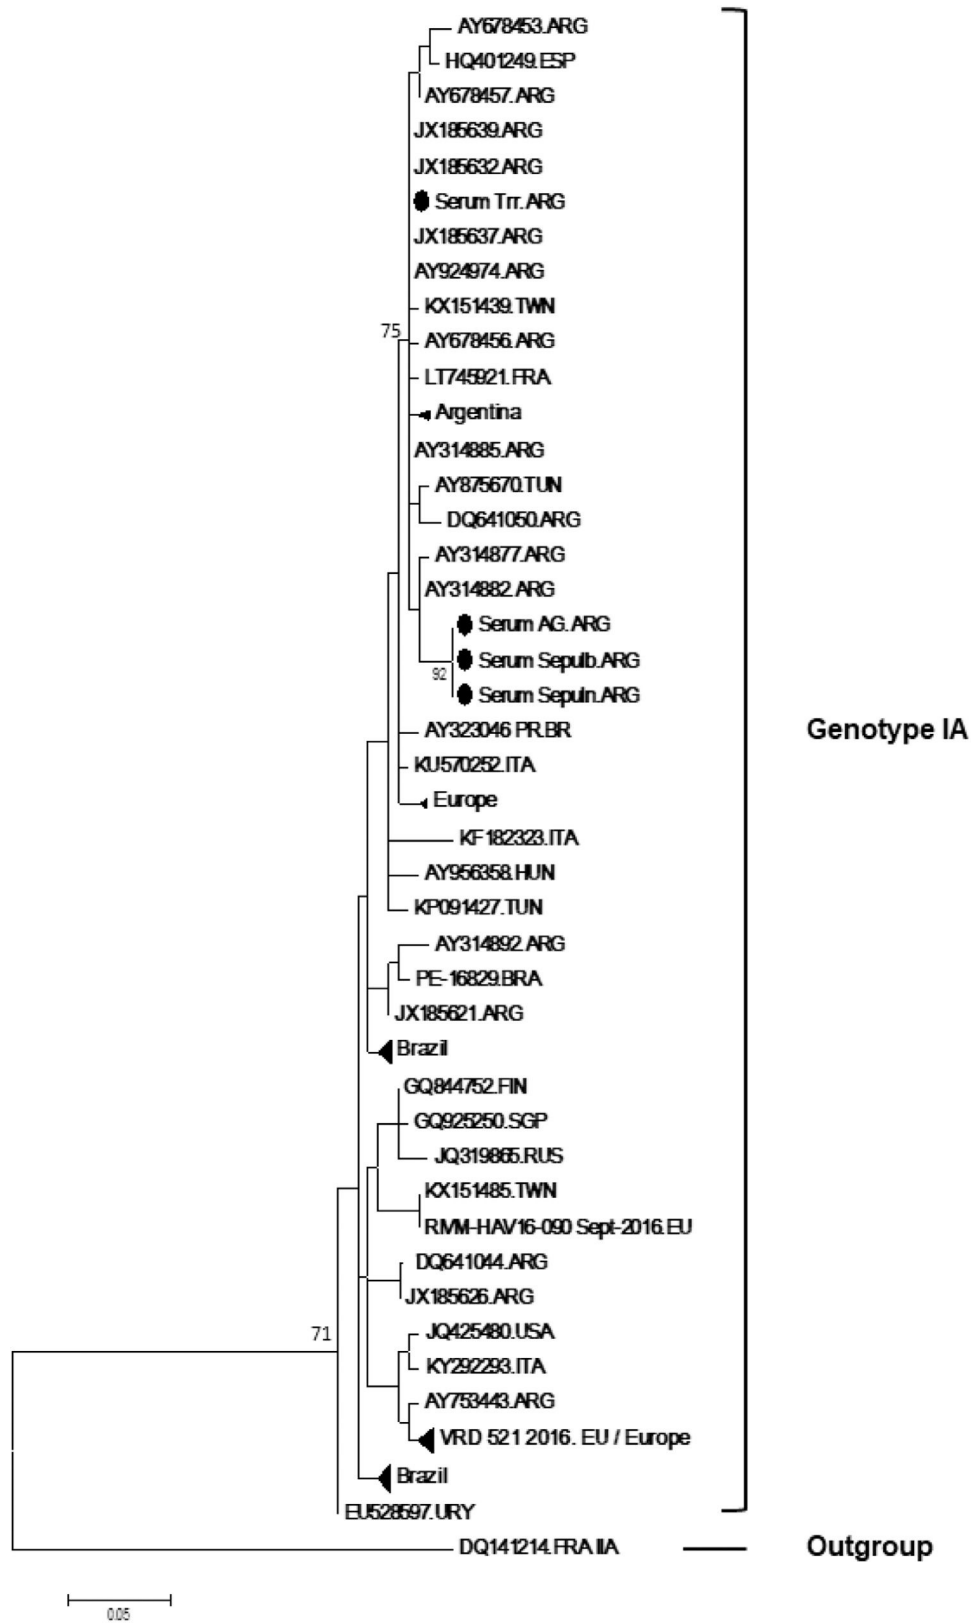 AY678453.ARG
HQ401249.ESP
AY678457.ARG
JX185639.ARG
JX185632.ARG
Serum Trr. ARG
JX185637.ARG
AY924974.ARG
KX151439.TWN
75
AY678456.ARG
LT745921.FRA
Argentina
AY314885.ARG
AY875670.TUN
DQ641050.ARG
AY314877.ARG
AY314882.ARG
Serum AG.ARG
Serum Sepulb.ARG
92
Serum Sepuln.ARG
AY323046 PR.BR
Genotype IA
KU570252.ITA
Europe
KF182323.ITA
AY956358.HUN
KP091427.TUN
AY314892.ARG
PE-16829.BRA
JX185621.ARG
Brazil
GQ844752.FIN
GQ925250.SGP
JQ319865.RUS
KX151485.TWN
RIVM-HAV16-090 Sept-2016.EU
DQ641044.ARG
JX185626.ARG
71
JQ425480.USA
KY292293.ITA
AY753443.ARG
VRD 521 2016. EU / Europe
Brazil
EU528597.URY
DQ141214.FRA IIA
Outgroup
0.05